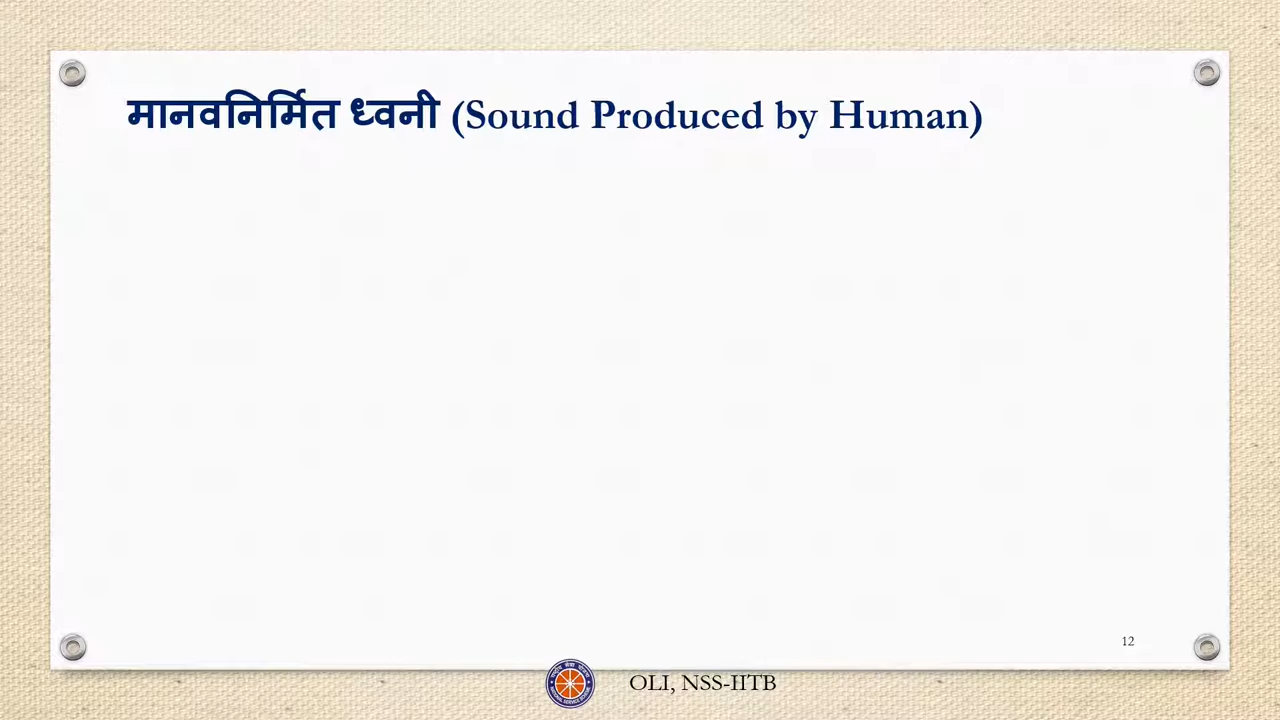 मानवनिर्मित ध्वनी (Sound Produced by Human)
12
OLI, NSS-IITB